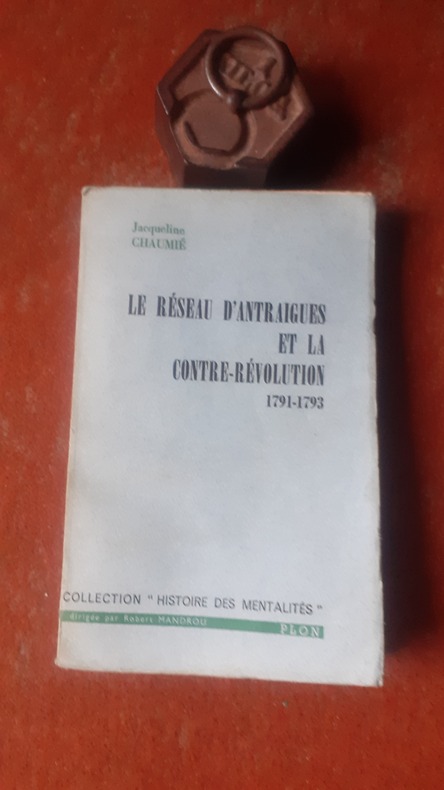 Jacqueline
CHAUMIÉ
LE RÉSEAU D'ANTRAIGUES
ET LA
CONTRE-RÉVOLUTION
1791-1793
COLLECTION " HISTOIRE DES MENTALITÉS "
dirigée par Robert MANDROU
PLON